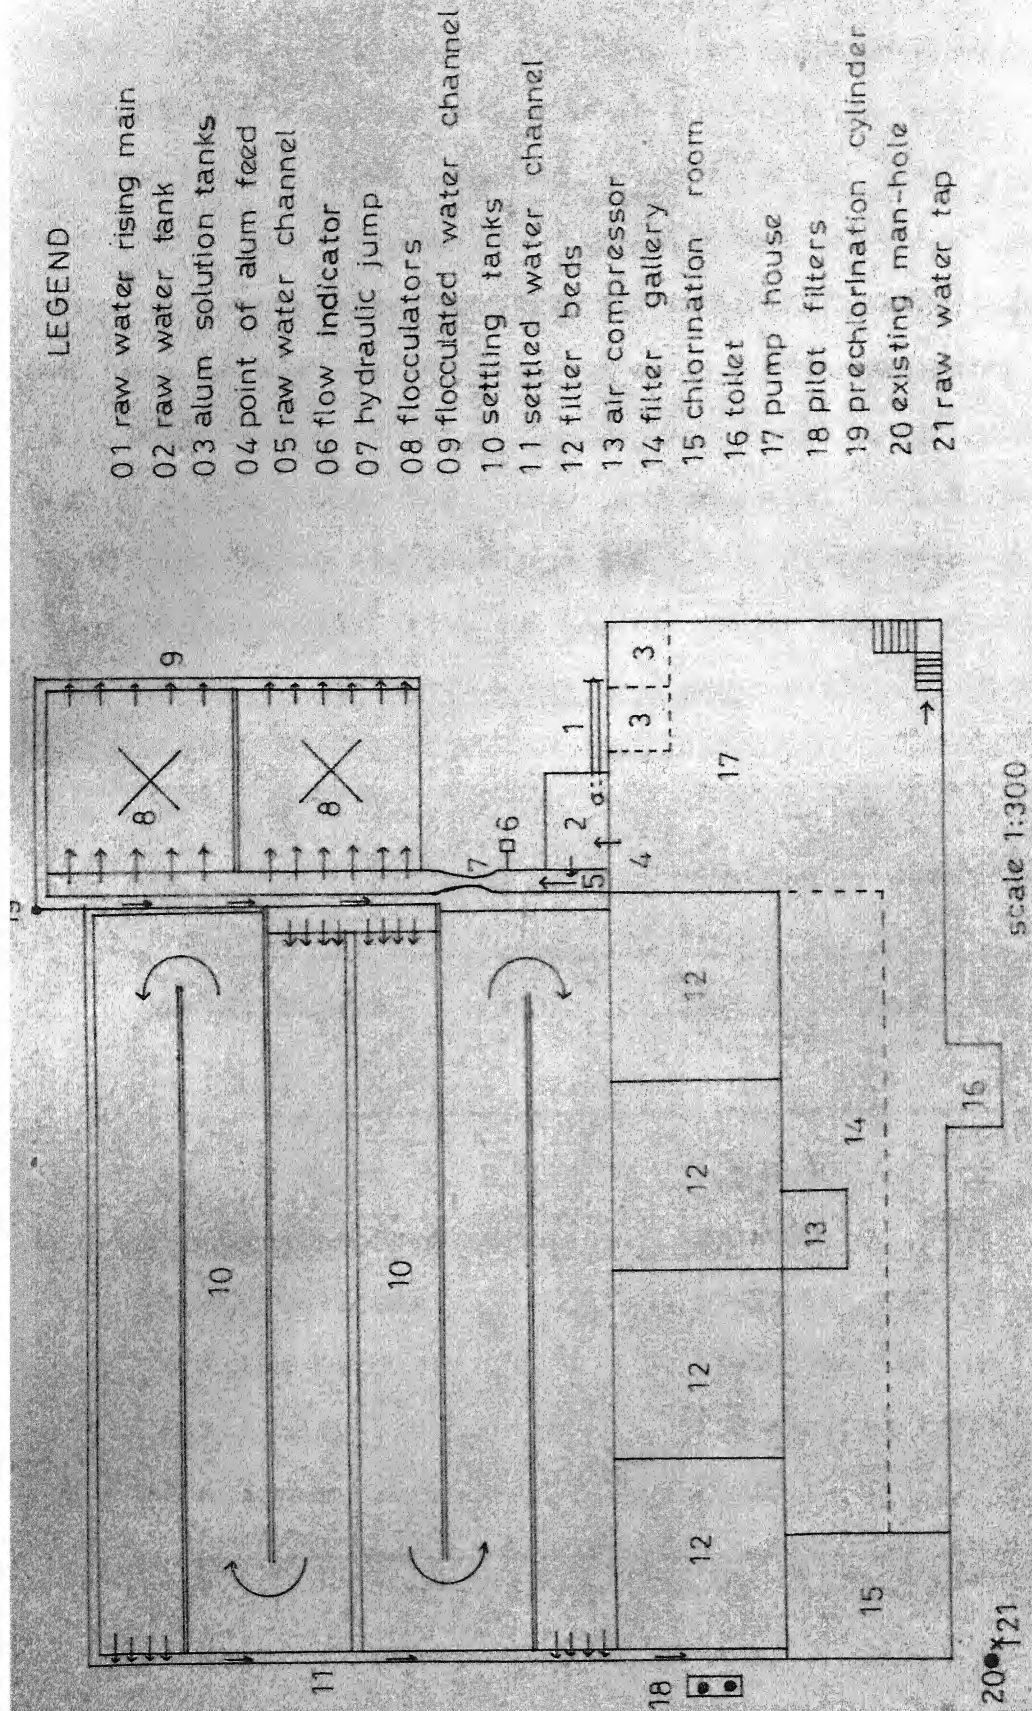 LEGEND
01 raw water rising main
02 raw water tank
03 alum solution tanks
04 point of alum feed
05 raw water channel
06 flow indicator
07 hydraulic jump
08 flocculators
09 flocculated water channel
10 settling tanks
11 settled water channel
12 filter beds
13 air compressor
14 filter gallery
15 chlorination room
16 toilet
17 pump house
18 pilot filters
19 prechlorination cylinder
20 existing man-hole
21 raw water tap
9
8
8
7
6
1
2
3
3
5
4
17
10
10
12
12
12
12
14
13
16
15
11
18
20
21
scale 1:300